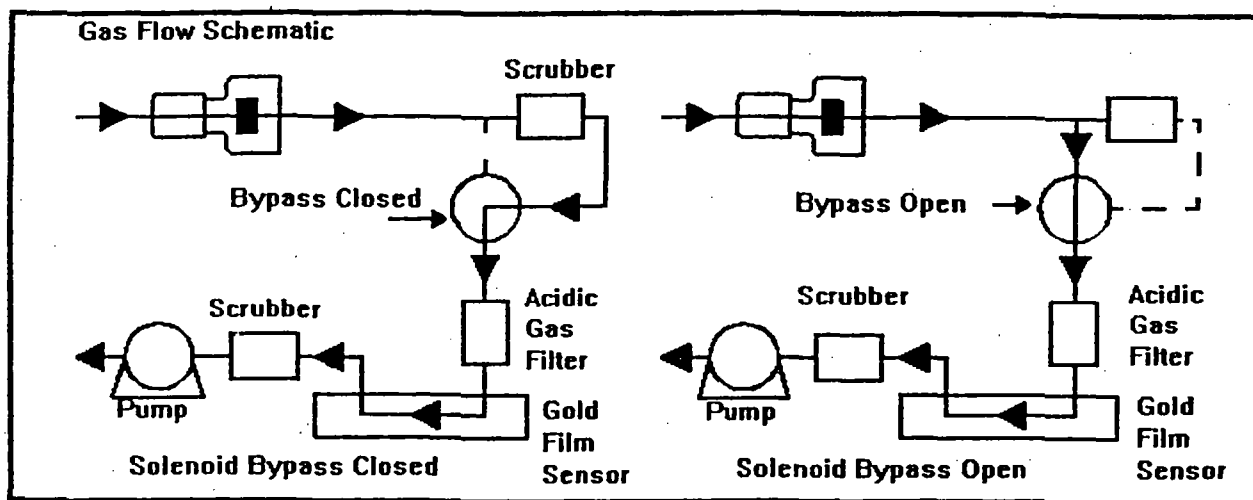 Gas Flow Schematic
Scrubber
Bypass Closed
Scrubber
Acidic
Gas
Filter
Pump
Gold
Film
Sensor
Solenoid Bypass Closed
Bypass Open
Scrubber
Acidic
Gas
Filter
Pump
Gold
Film
Sensor
Solenoid Bypass Open